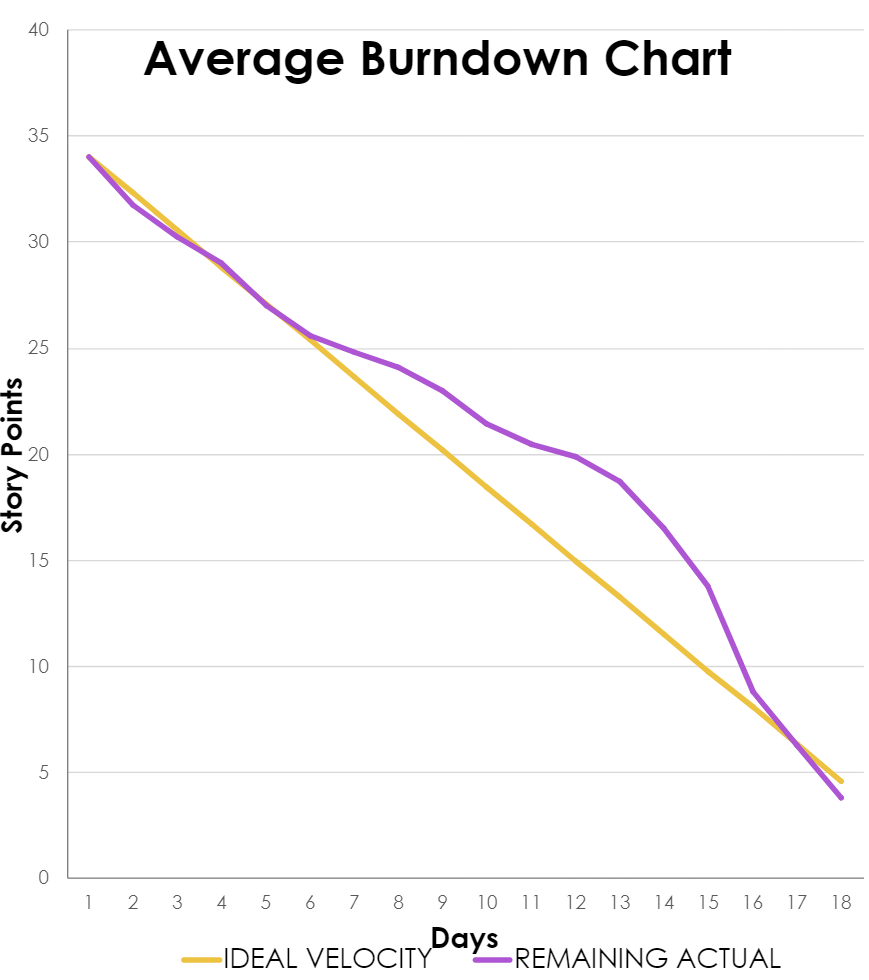 Average Burndown Chart
40
35
30
25
20
15
10
5
0
Story Points
1 2 3 4 5 6 7 8 9 10 11 12 13 14 15 16 17 18
Days
IDEAL VELOCITY REMAINING ACTUAL